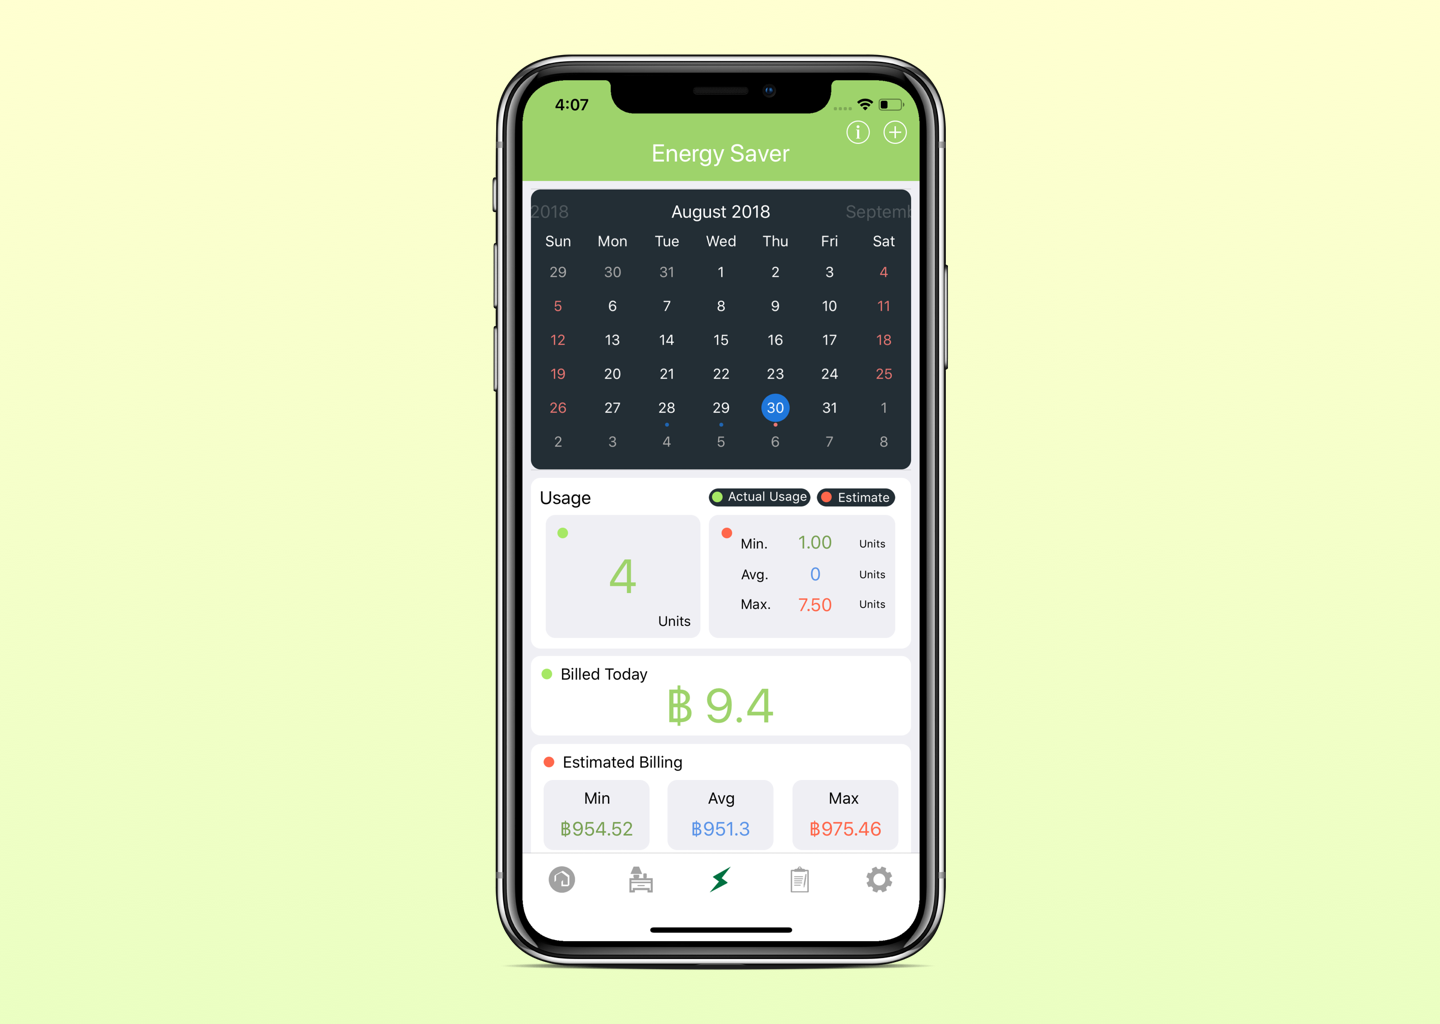 4:07
i
Energy Saver
2018 August 2018 Septemb
Sun Mon Tue Wed Thu Fri Sat
29 30 31 1 2 3 4
5 6 7 8 9 10 11
12 13 14 15 16 17 18
19 20 21 22 23 24 25
26 27 28 29 30 31 1
2 3 4 5 6 7 8
Usage
Actual Usage
Estimate
4
Units
Min. 1.00 Units
Avg. 0 Units
Max. 7.50 Units
Billed Today
฿ 9.4
Estimated Billing
Min Avg Max
฿954.52 ฿951.3 ฿975.46